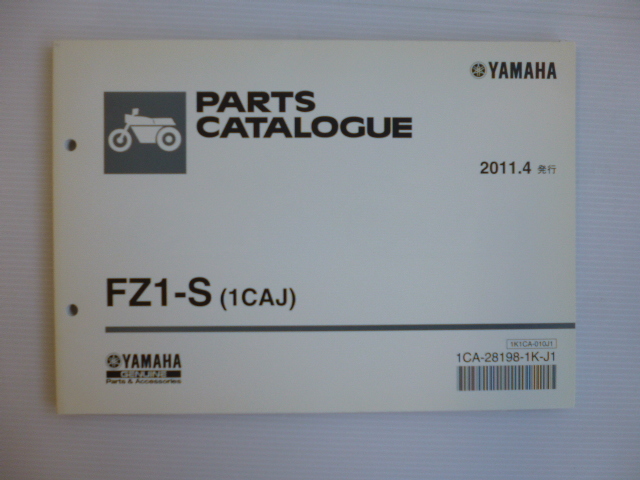 YAMAHA
PARTS
CATALOGUE
2011.4 発行
FZ1-S (1CAJ)
YAMAHA
GENUINE
Parts & Accessories
1K1CA-010J1
1CA-28198-1K-J1